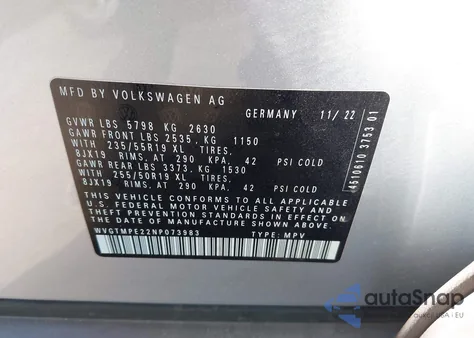 MFD BY VOLKSWAGEN AG
GERMANY 11/22
GVWR LBS 5798 KG 2630
GAWR FRONT LBS 2535, KG 1150
WITH 235/55R19 XL TIRES,
8JX19 RIMS, AT 290 KPA, 42 PSI COLD
GAWR REAR LBS 3373, KG 1530
WITH 255/50R19 XL TIRES,
8JX19 RIMS, AT 290 KPA, 42 PSI COLD
THIS VEHICLE CONFORMS TO ALL APPLICABLE
U.S. FEDERAL MOTOR VEHICLE SAFETY AND
THEFT PREVENTION STANDARDS IN EFFECT ON
THE DATE OF MANUFACTURE SHOWN ABOVE.
WVGTMPE22NP073983 TYPE: MPV
4510610 3753 01
autaSnap